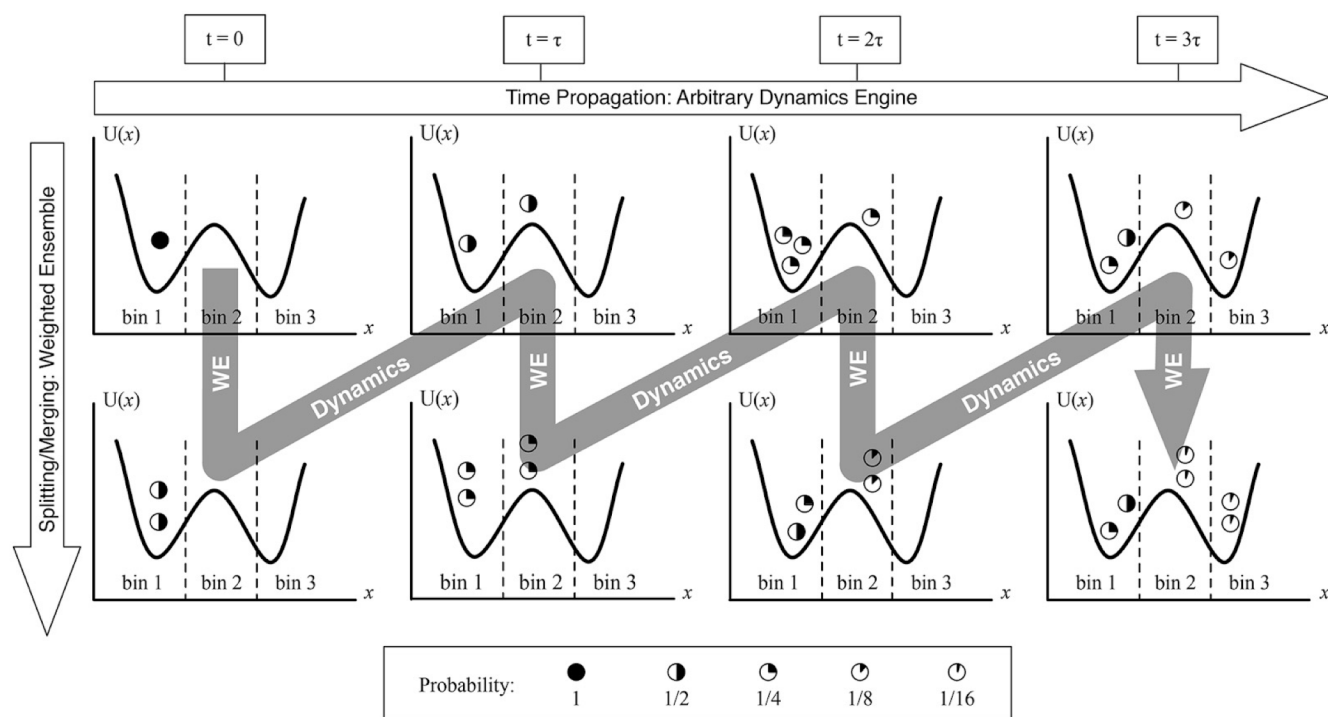 t = 0
t = τ
t = 2τ
t = 3τ
Time Propagation: Arbitrary Dynamics Engine
Splitting/Merging: Weighted Ensemble
U(x)
U(x)
U(x)
U(x)
bin 1 bin 2 bin 3 x
bin 1 bin 2 bin 3 x
bin 1 bin 2 bin 3 x
bin 1 bin 2 bin 3 x
WE
Dynamics
WE
Dynamics
WE
Dynamics
WE
U(x)
U(x)
U(x)
U(x)
bin 1 bin 2 bin 3 x
bin 1 bin 2 bin 3 x
bin 1 bin 2 bin 3 x
bin 1 bin 2 bin 3 x
Probability:
1 1/2 1/4 1/8 1/16